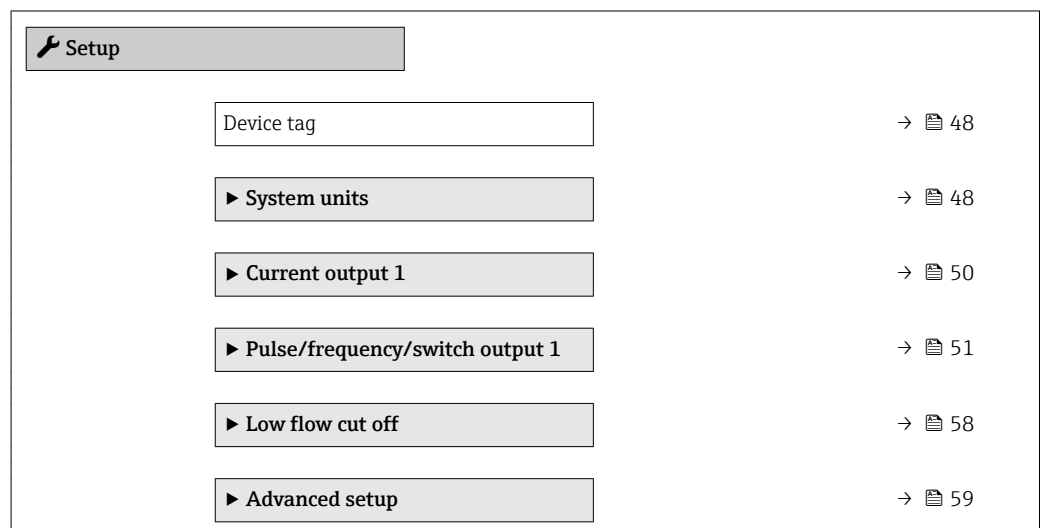 Setup
Device tag → 48
▶ System units → 48
▶ Current output 1 → 50
▶ Pulse/frequency/switch output 1 → 51
▶ Low flow cut off → 58
▶ Advanced setup → 59